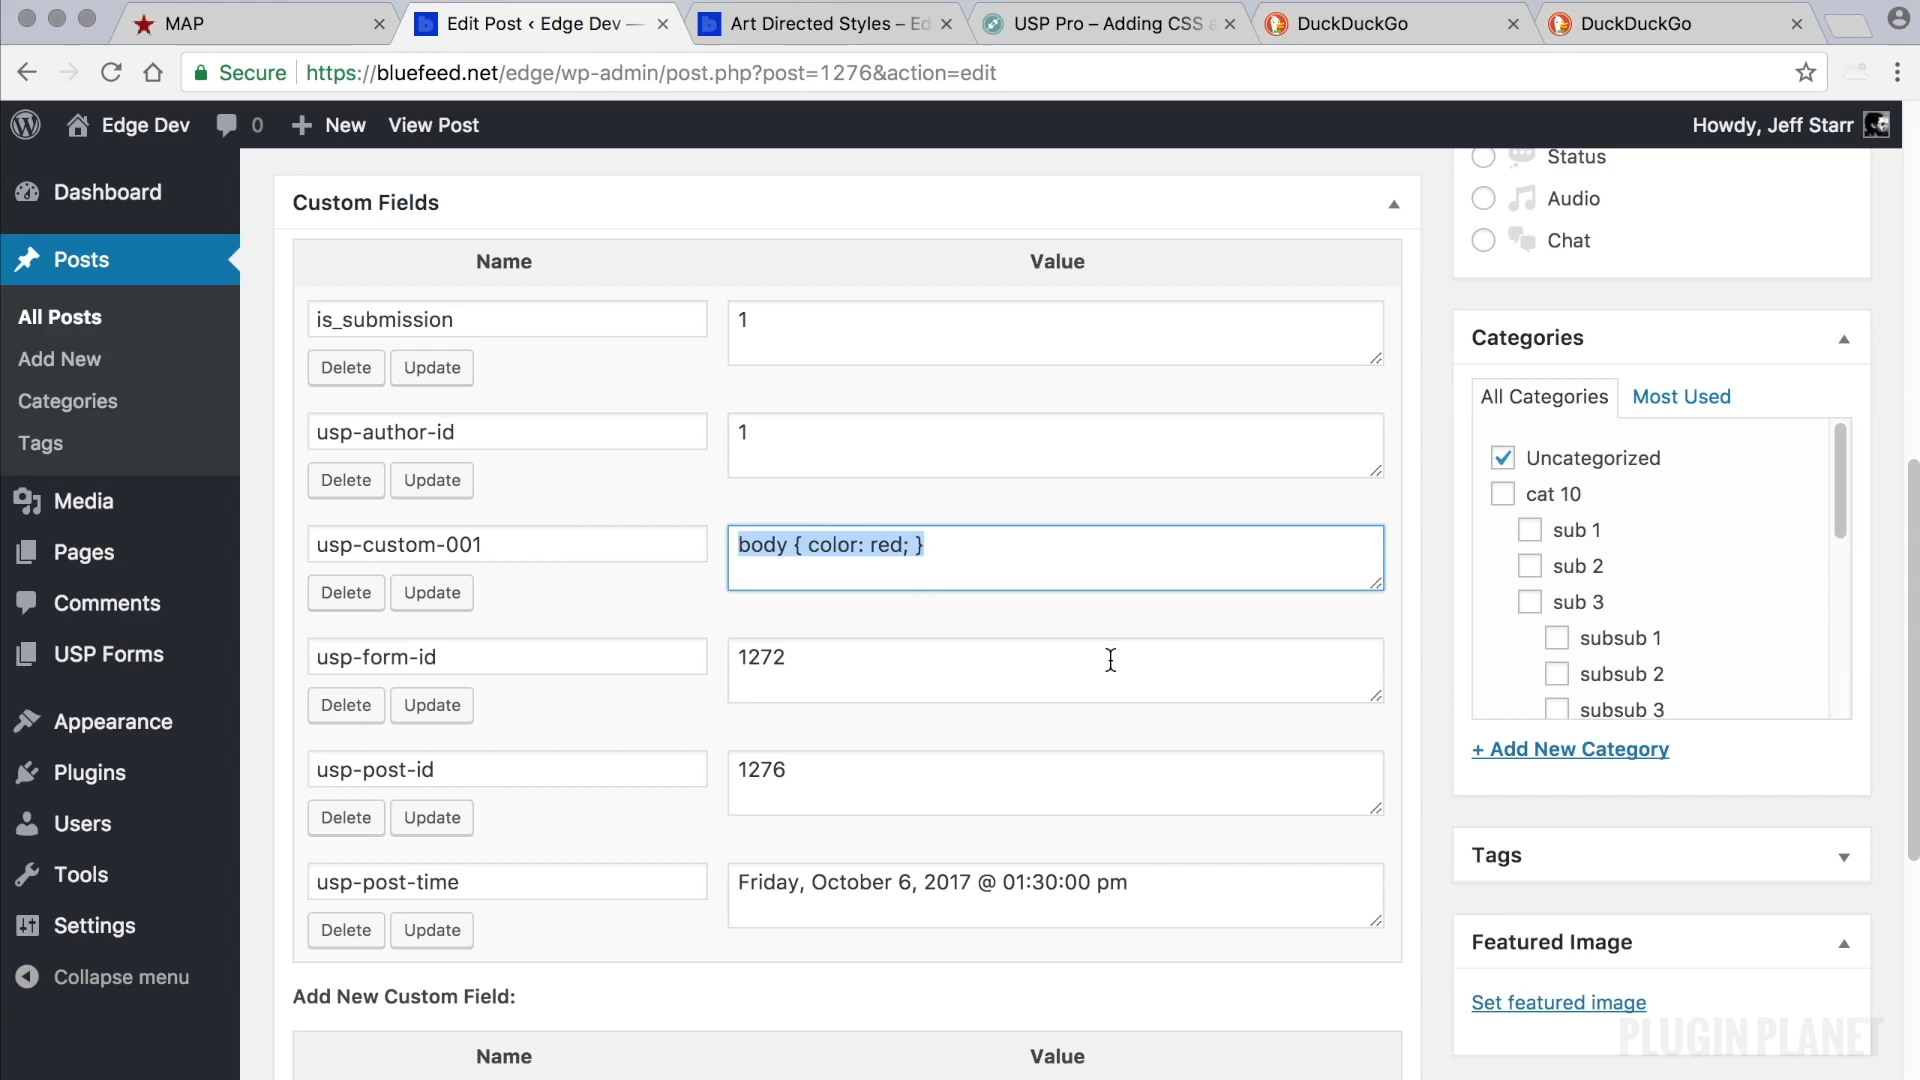 MAP
Edit Post ‹ Edge Dev —
Art Directed Styles – Ed
USP Pro – Adding CSS a
DuckDuckGo
DuckDuckGo
Secure
https://bluefeed.net/edge/wp-admin/post.php?post=1276&action=edit
Edge Dev
0
New
View Post
Howdy, Jeff Starr
Dashboard
Posts
All Posts
Add New
Categories
Tags
Media
Pages
Comments
USP Forms
Appearance
Plugins
Users
Tools
Settings
Collapse menu
Custom Fields
Name Value
is_submission 1
Delete Update
usp-author-id 1
Delete Update
usp-custom-001 body { color: red; }
Delete Update
usp-form-id 1272
Delete Update
usp-post-id 1276
Delete Update
usp-post-time Friday, October 6, 2017 @ 01:30:00 pm
Delete Update
Add New Custom Field:
Name Value
Status
Audio
Chat
Categories
All Categories Most Used
Uncategorized
cat 10
sub 1
sub 2
sub 3
subsub 1
subsub 2
subsub 3
+ Add New Category
Tags
Featured Image
Set featured image
PLUGIN PLANET